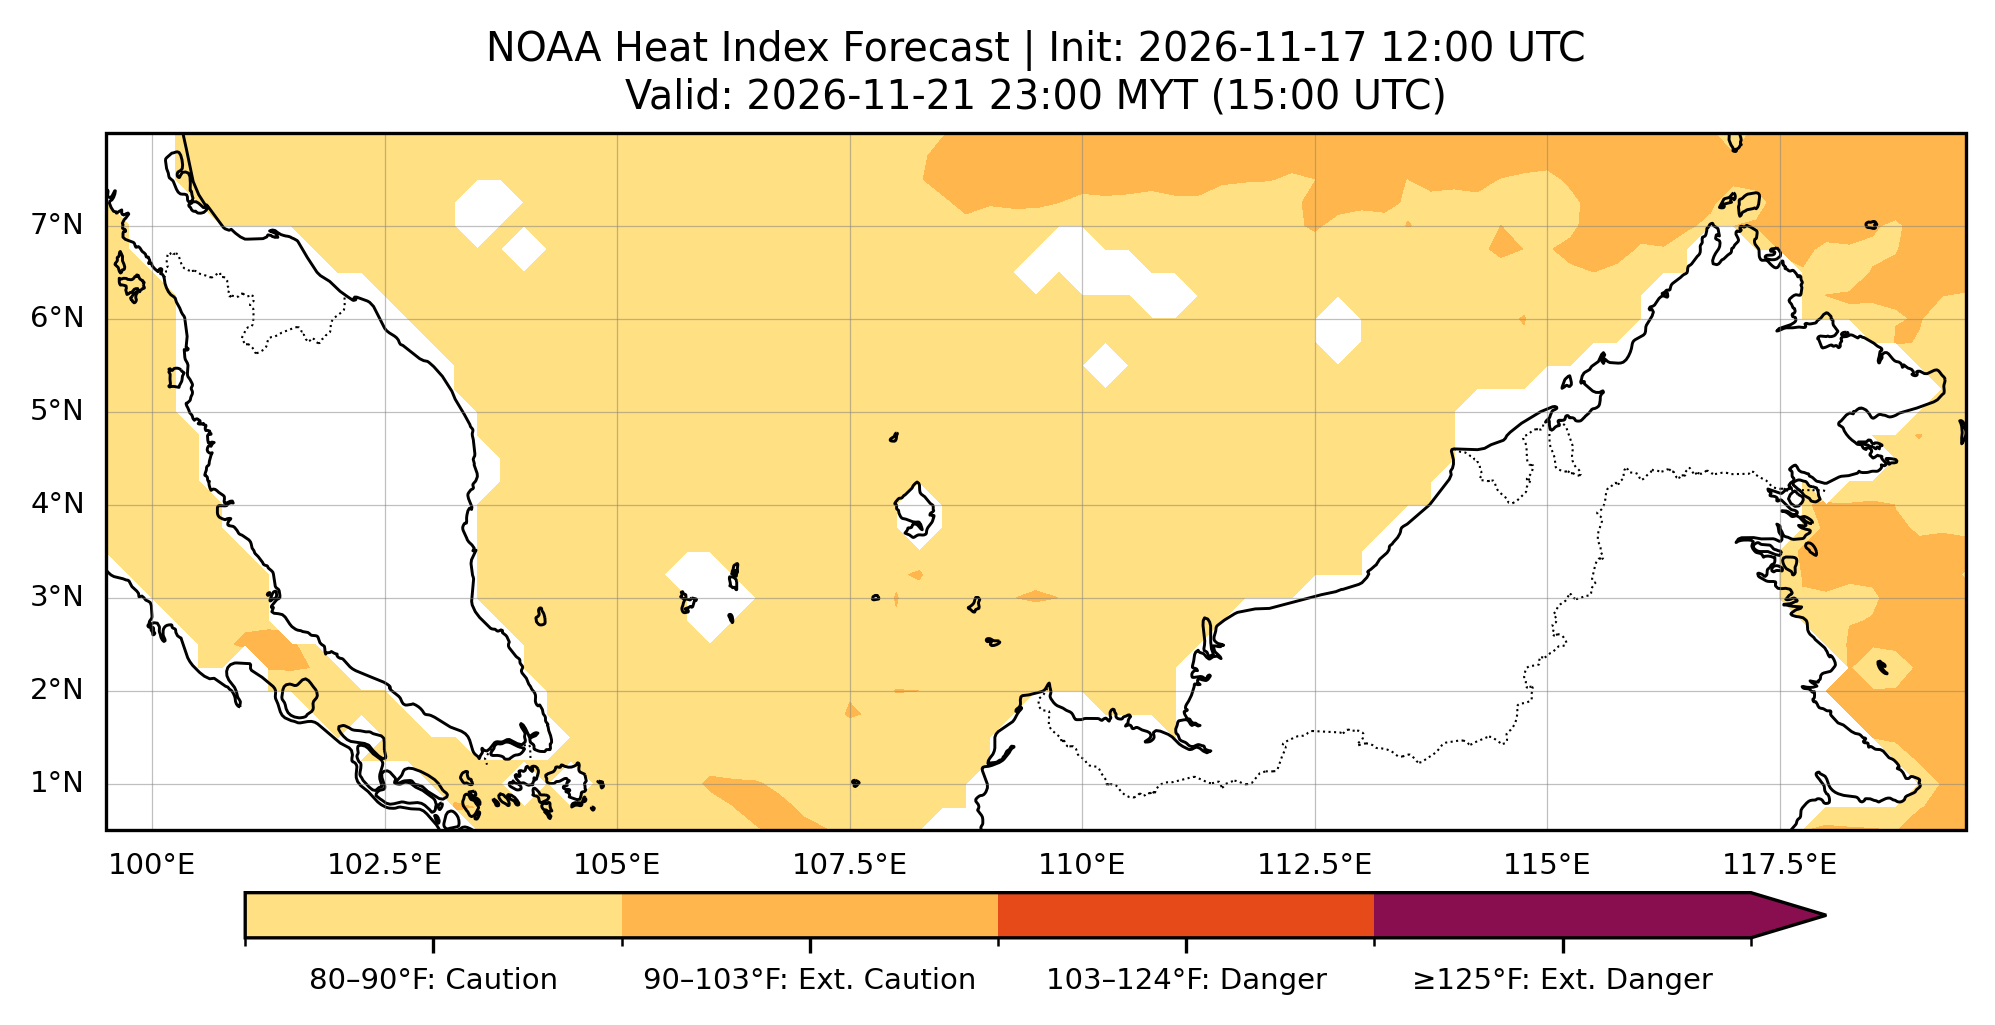 NOAA Heat Index Forecast | Init: 2026-11-17 12:00 UTC
Valid: 2026-11-21 23:00 MYT (15:00 UTC)
7°N
6°N
5°N
4°N
3°N
2°N
1°N
100°E 102.5°E 105°E 107.5°E 110°E 112.5°E 115°E 117.5°E
80–90°F: Caution 90–103°F: Ext. Caution 103–124°F: Danger ≥125°F: Ext. Danger